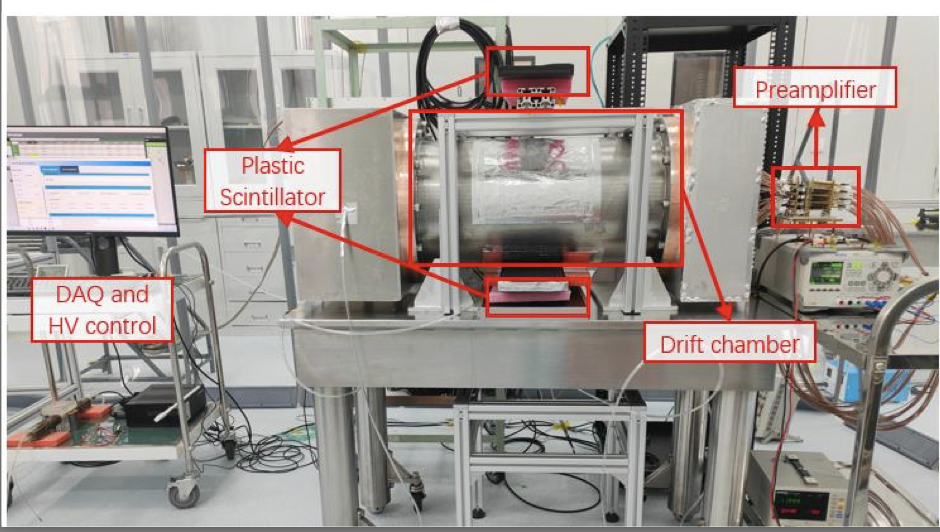 Preamplifier
Plastic
Scintillator
DAQ and
HV control
Drift chamber